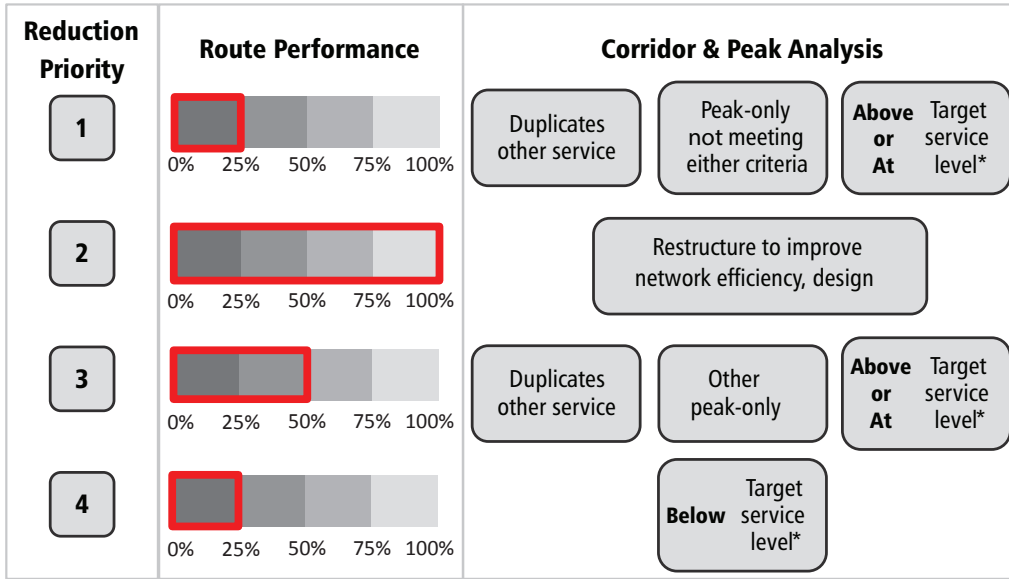 Reduction
Priority
Route Performance
Corridor & Peak Analysis
1
0% 25% 50% 75% 100%
Duplicates
other service
Peak-only
not meeting
either criteria
Above
or
At
Target
service
level*
2
0% 25% 50% 75% 100%
Restructure to improve
network efficiency, design
3
0% 25% 50% 75% 100%
Duplicates
other service
Other
peak-only
Above
or
At
Target
service
level*
4
0% 25% 50% 75% 100%
Below
Target
service
level*